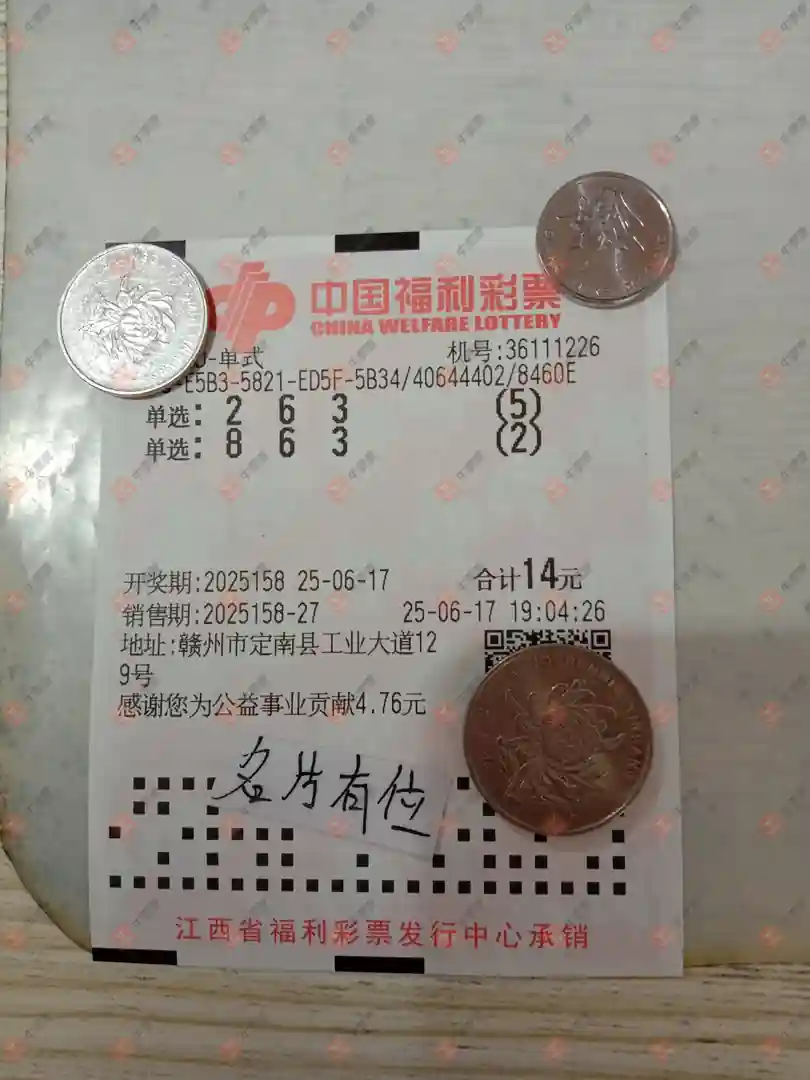 中国福利彩票
CHINA WELFARE LOTTERY
-单式 机号:36111226
-E5B3-5821-ED5F-5B34/40644402/8460E
单选: 2 6 3 (5)
单选: 8 6 3 (2)
开奖期:2025158 25-06-17 合计14元
销售期:2025158-27 25-06-17 19:04:26
地址:赣州市定南县工业大道12
9号
感谢您为公益事业贡献4.76元
名片有位
江西省福利彩票发行中心承销